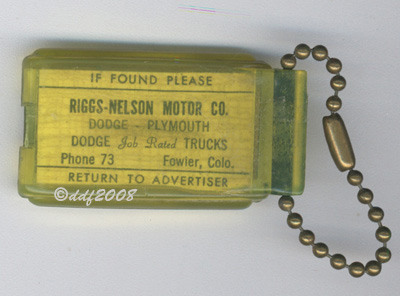 IF FOUND PLEASE
RIGGS-NELSON MOTOR CO.
DODGE - PLYMOUTH
DODGE Job Rated TRUCKS
Phone 73 Fowler, Colo.
RETURN TO ADVERTISER
©ddf2008